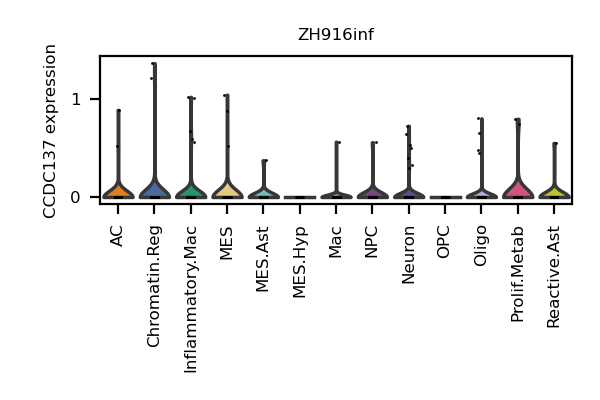 ZH916inf
CCDC137 expression
1
0
AC
Chromatin.Reg
Inflammatory.Mac
MES
MES.Ast
MES.Hyp
Mac
NPC
Neuron
OPC
Oligo
Prolif.Metab
Reactive.Ast